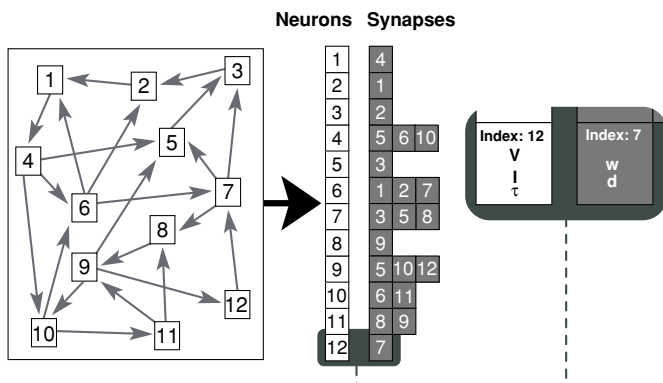 Neurons Synapses
1 2 3
4 5
6 7
8
9
12
10 11
1 4
2 1
3 2
4 5 6 10
5 3
6 1 2 7
7 3 5 8
8 9
9 5 10 12
10 6 11
11 8 9
12 7
Index: 12
V
I
τ
Index: 7
w
d